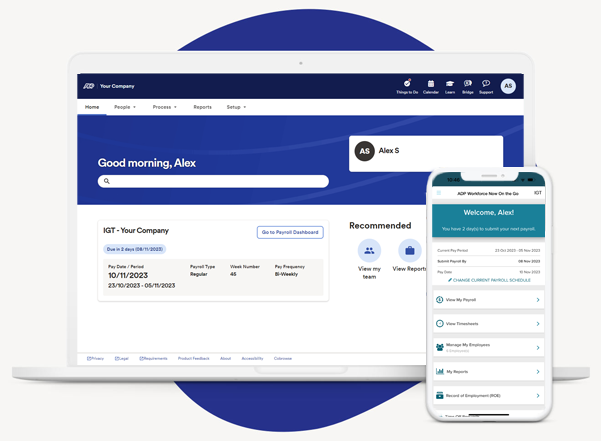 ADP Your Company
Things to Do Calendar Learn Bridge Support AS
Home People Process Reports Setup
Good morning, Alex
AS Alex S
IGT - Your Company
Go to Payroll Dashboard
Due in 2 days (08/11/2023)
Pay Date / Period Payroll Type Week Number Pay Frequency
10/11/2023 Regular 45 Bi-Weekly
23/10/2023 - 05/11/2023
Recommended
View my team
View Reports
Privacy Legal Requirements Product Feedback About Accessibility
ADP Workforce Now On the Go IGT
Welcome, Alex!
You have 2 day(s) to submit your next payroll.
Current Pay Period 23 Oct 2023 - 05 Nov 2023
Submit Payroll By 08 Nov 2023
Pay Date 10 Nov 2023
CHANGE CURRENT PAYROLL SCHEDULE
View My Payroll
View Timesheets
Manage My Employees
My Reports
Record of Employment (ROE)